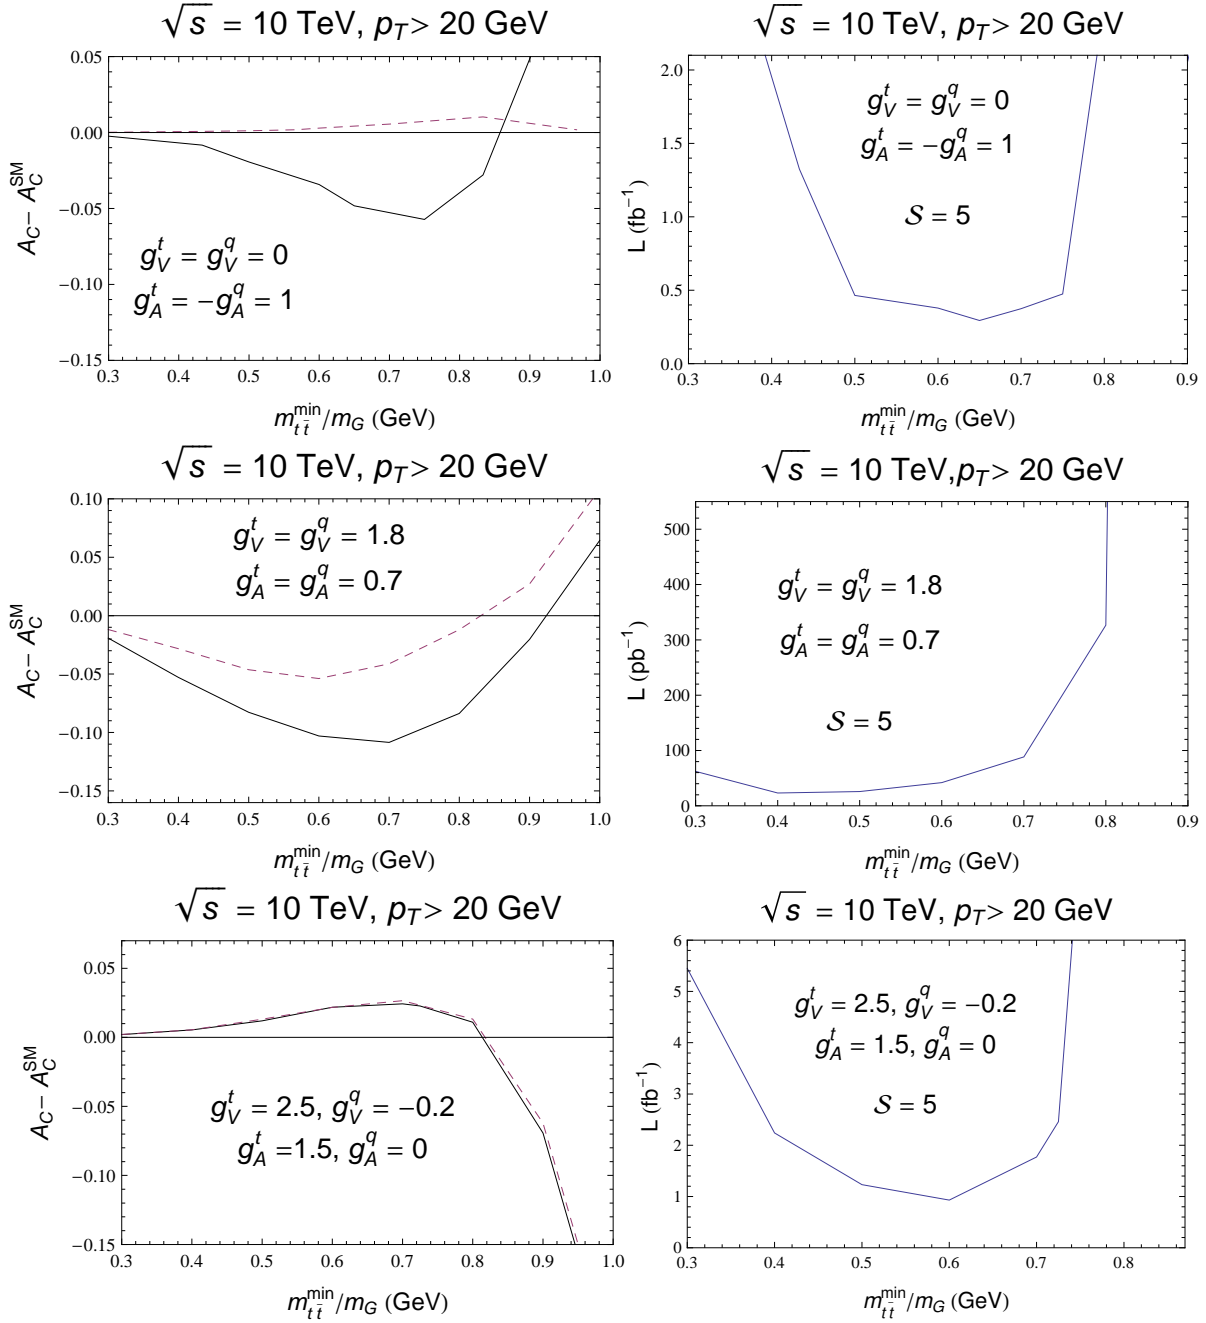 √s = 10 TeV, p_T > 20 GeV
0.05
0.00
−0.05
−0.10
−0.15
A_C − A_C^SM
g_V^t = g_V^q = 0
g_A^t = −g_A^q = 1
0.3 0.4 0.5 0.6 0.7 0.8 0.9 1.0
m_tt̄^min/m_G (GeV)
√s = 10 TeV, p_T > 20 GeV
2.0
1.5
1.0
0.5
0.0
L (fb⁻¹)
g_V^t = g_V^q = 0
g_A^t = −g_A^q = 1
𝒮 = 5
0.3 0.4 0.5 0.6 0.7 0.8 0.9
m_tt̄^min/m_G (GeV)
√s = 10 TeV, p_T > 20 GeV
0.10
0.05
0.00
−0.05
−0.10
−0.15
A_C − A_C^SM
g_V^t = g_V^q = 1.8
g_A^t = g_A^q = 0.7
0.3 0.4 0.5 0.6 0.7 0.8 0.9 1.0
m_tt̄^min/m_G (GeV)
√s = 10 TeV, p_T > 20 GeV
500
400
300
200
100
0
L (pb⁻¹)
g_V^t = g_V^q = 1.8
g_A^t = g_A^q = 0.7
𝒮 = 5
0.3 0.4 0.5 0.6 0.7 0.8 0.9
m_tt̄^min/m_G (GeV)
√s = 10 TeV, p_T > 20 GeV
0.05
0.00
−0.05
−0.10
−0.15
A_C − A_C^SM
g_V^t = 2.5, g_V^q = −0.2
g_A^t = 1.5, g_A^q = 0
0.3 0.4 0.5 0.6 0.7 0.8 0.9 1.0
m_tt̄^min/m_G (GeV)
√s = 10 TeV, p_T > 20 GeV
6
5
4
3
2
1
0
L (fb⁻¹)
g_V^t = 2.5, g_V^q = −0.2
g_A^t = 1.5, g_A^q = 0
𝒮 = 5
0.3 0.4 0.5 0.6 0.7 0.8
m_tt̄^min/m_G (GeV)